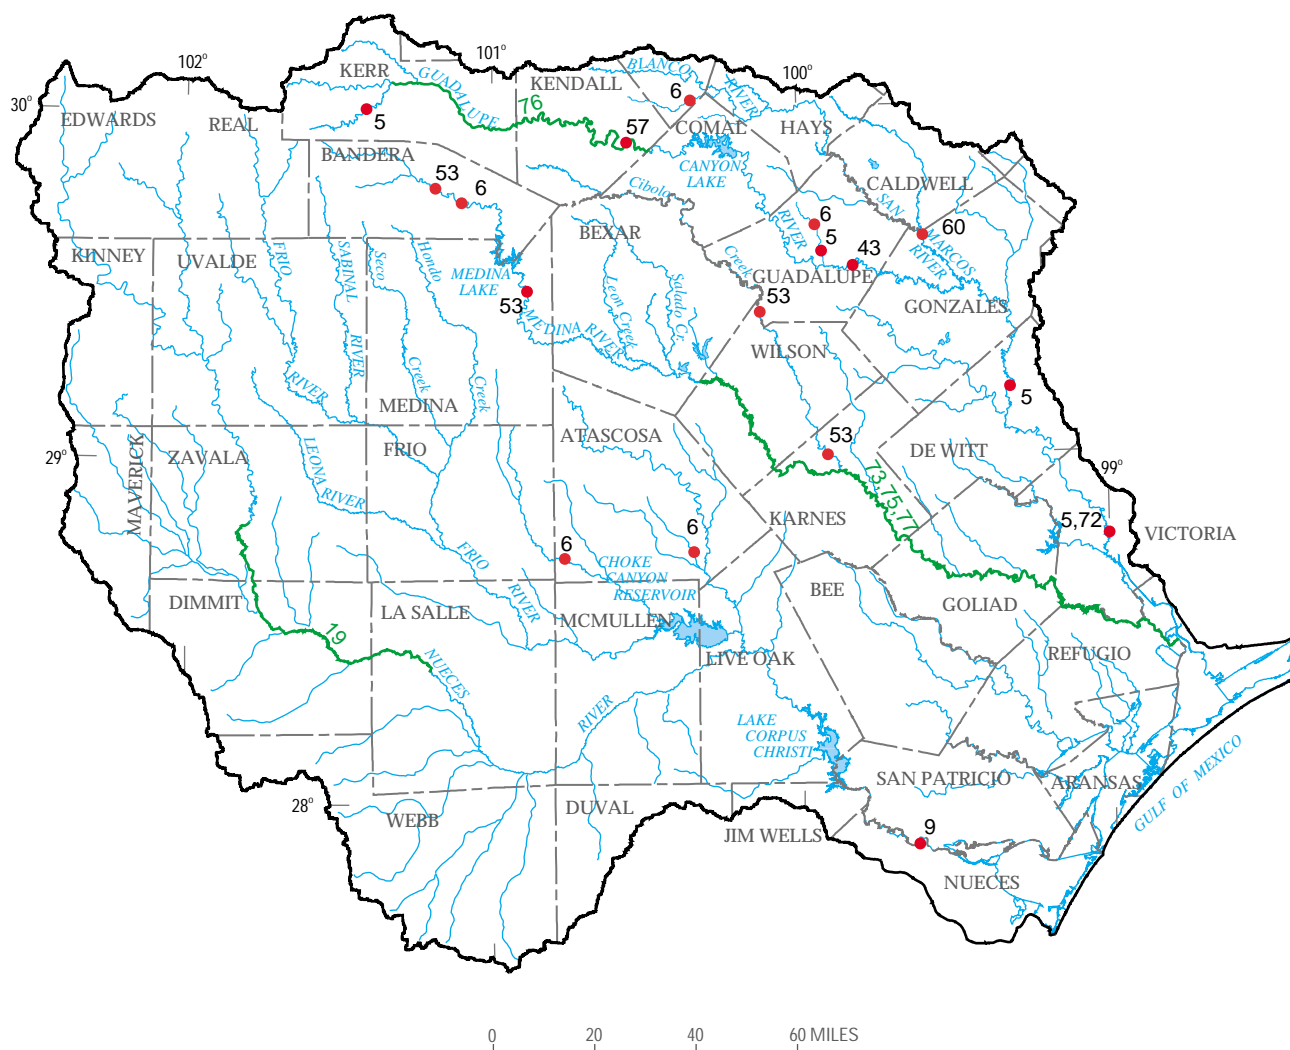 102°
101°
100°
30°
KERR
GUADALUPE
KENDALL
BLANCO
RIVER
EDWARDS
REAL
5
76
57
6
COMAL
HAYS
BANDERA
53
6
CANYON
LAKE
CALDWELL
SAN
MARCOS
RIVER
60
Cibolo
Creek
BEXAR
RIVER
6
5
43
GUADALUPE
KINNEY
UVALDE
FRIO
RIVER
SABINAL
RIVER
Seco
Creek
Hondo
Creek
MEDINA
LAKE
53
MEDINA RIVER
Leon Creek
Salado Cr.
53
GONZALES
WILSON
MEDINA
5
29°
MAVERICK
ZAVALA
LEONA
RIVER
FRIO
ATASCOSA
53
DE WITT
99°
73,75,77
KARNES
5,72
VICTORIA
6
6
FRIO
RIVER
CHOKE
CANYON
RESERVOIR
DIMMIT
LA SALLE
MCMULLEN
BEE
GOLIAD
19
NUECES
RIVER
LIVE OAK
REFUGIO
LAKE
CORPUS
CHRISTI
SAN PATRICIO
ARANSAS
GULF OF MEXICO
28°
WEBB
DUVAL
JIM WELLS
9
NUECES
0 20 40 60 MILES